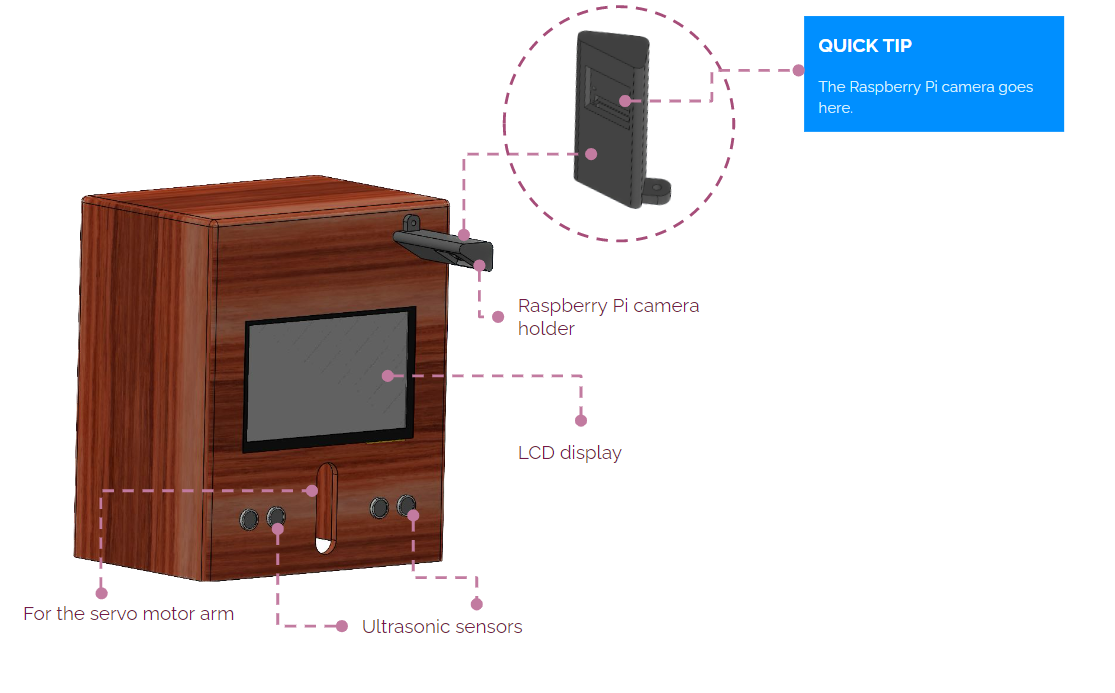 QUICK TIP
The Raspberry Pi camera goes
here.
Raspberry Pi camera
holder
LCD display
For the servo motor arm
Ultrasonic sensors